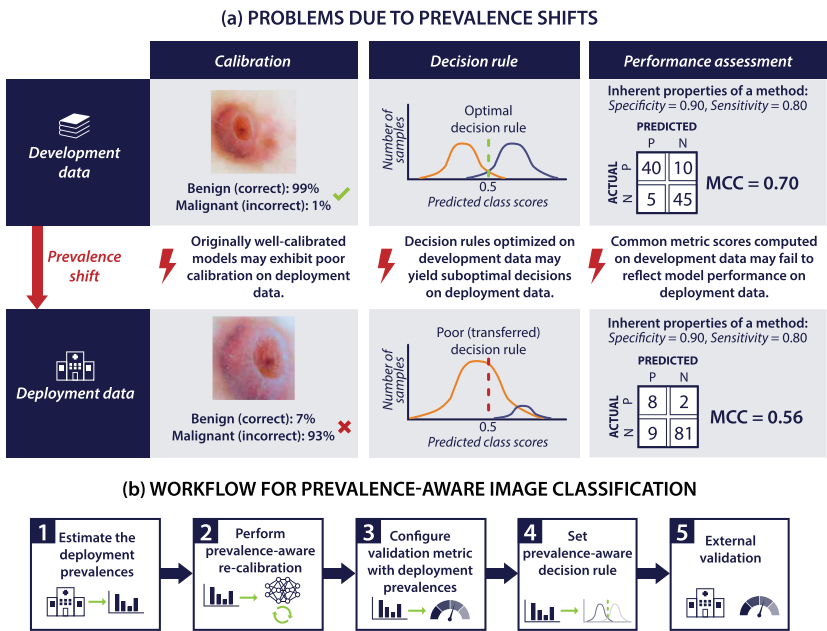 (a) PROBLEMS DUE TO PREVALENCE SHIFTS
Calibration
Decision rule
Performance assessment
Development
data
Benign (correct): 99%
Malignant (incorrect): 1%
Number of
samples
Optimal
decision rule
0.5
Predicted class scores
Inherent properties of a method:
Specificity = 0.90, Sensitivity = 0.80
PREDICTED
P N
ACTUAL
P 40 10
N 5 45
MCC = 0.70
Prevalence
shift
Originally well-calibrated
models may exhibit poor
calibration on deployment
data.
Decision rules optimized on
development data may
yield suboptimal decisions
on deployment data.
Common metric scores computed
on development data may fail to
reflect model performance on
deployment data.
Deployment data
Benign (correct): 7%
Malignant (incorrect): 93%
Number of
samples
Poor (transferred)
decision rule
0.5
Predicted class scores
Inherent properties of a method:
Specificity = 0.90, Sensitivity = 0.80
PREDICTED
P N
ACTUAL
P 8 2
N 9 81
MCC = 0.56
(b) WORKFLOW FOR PREVALENCE-AWARE IMAGE CLASSIFICATION
1
Estimate the
deployment
prevalences
2
Perform
prevalence-aware
re-calibration
3
Configure
validation metric
with deployment
prevalences
4
Set
prevalence-aware
decision rule
5
External
validation